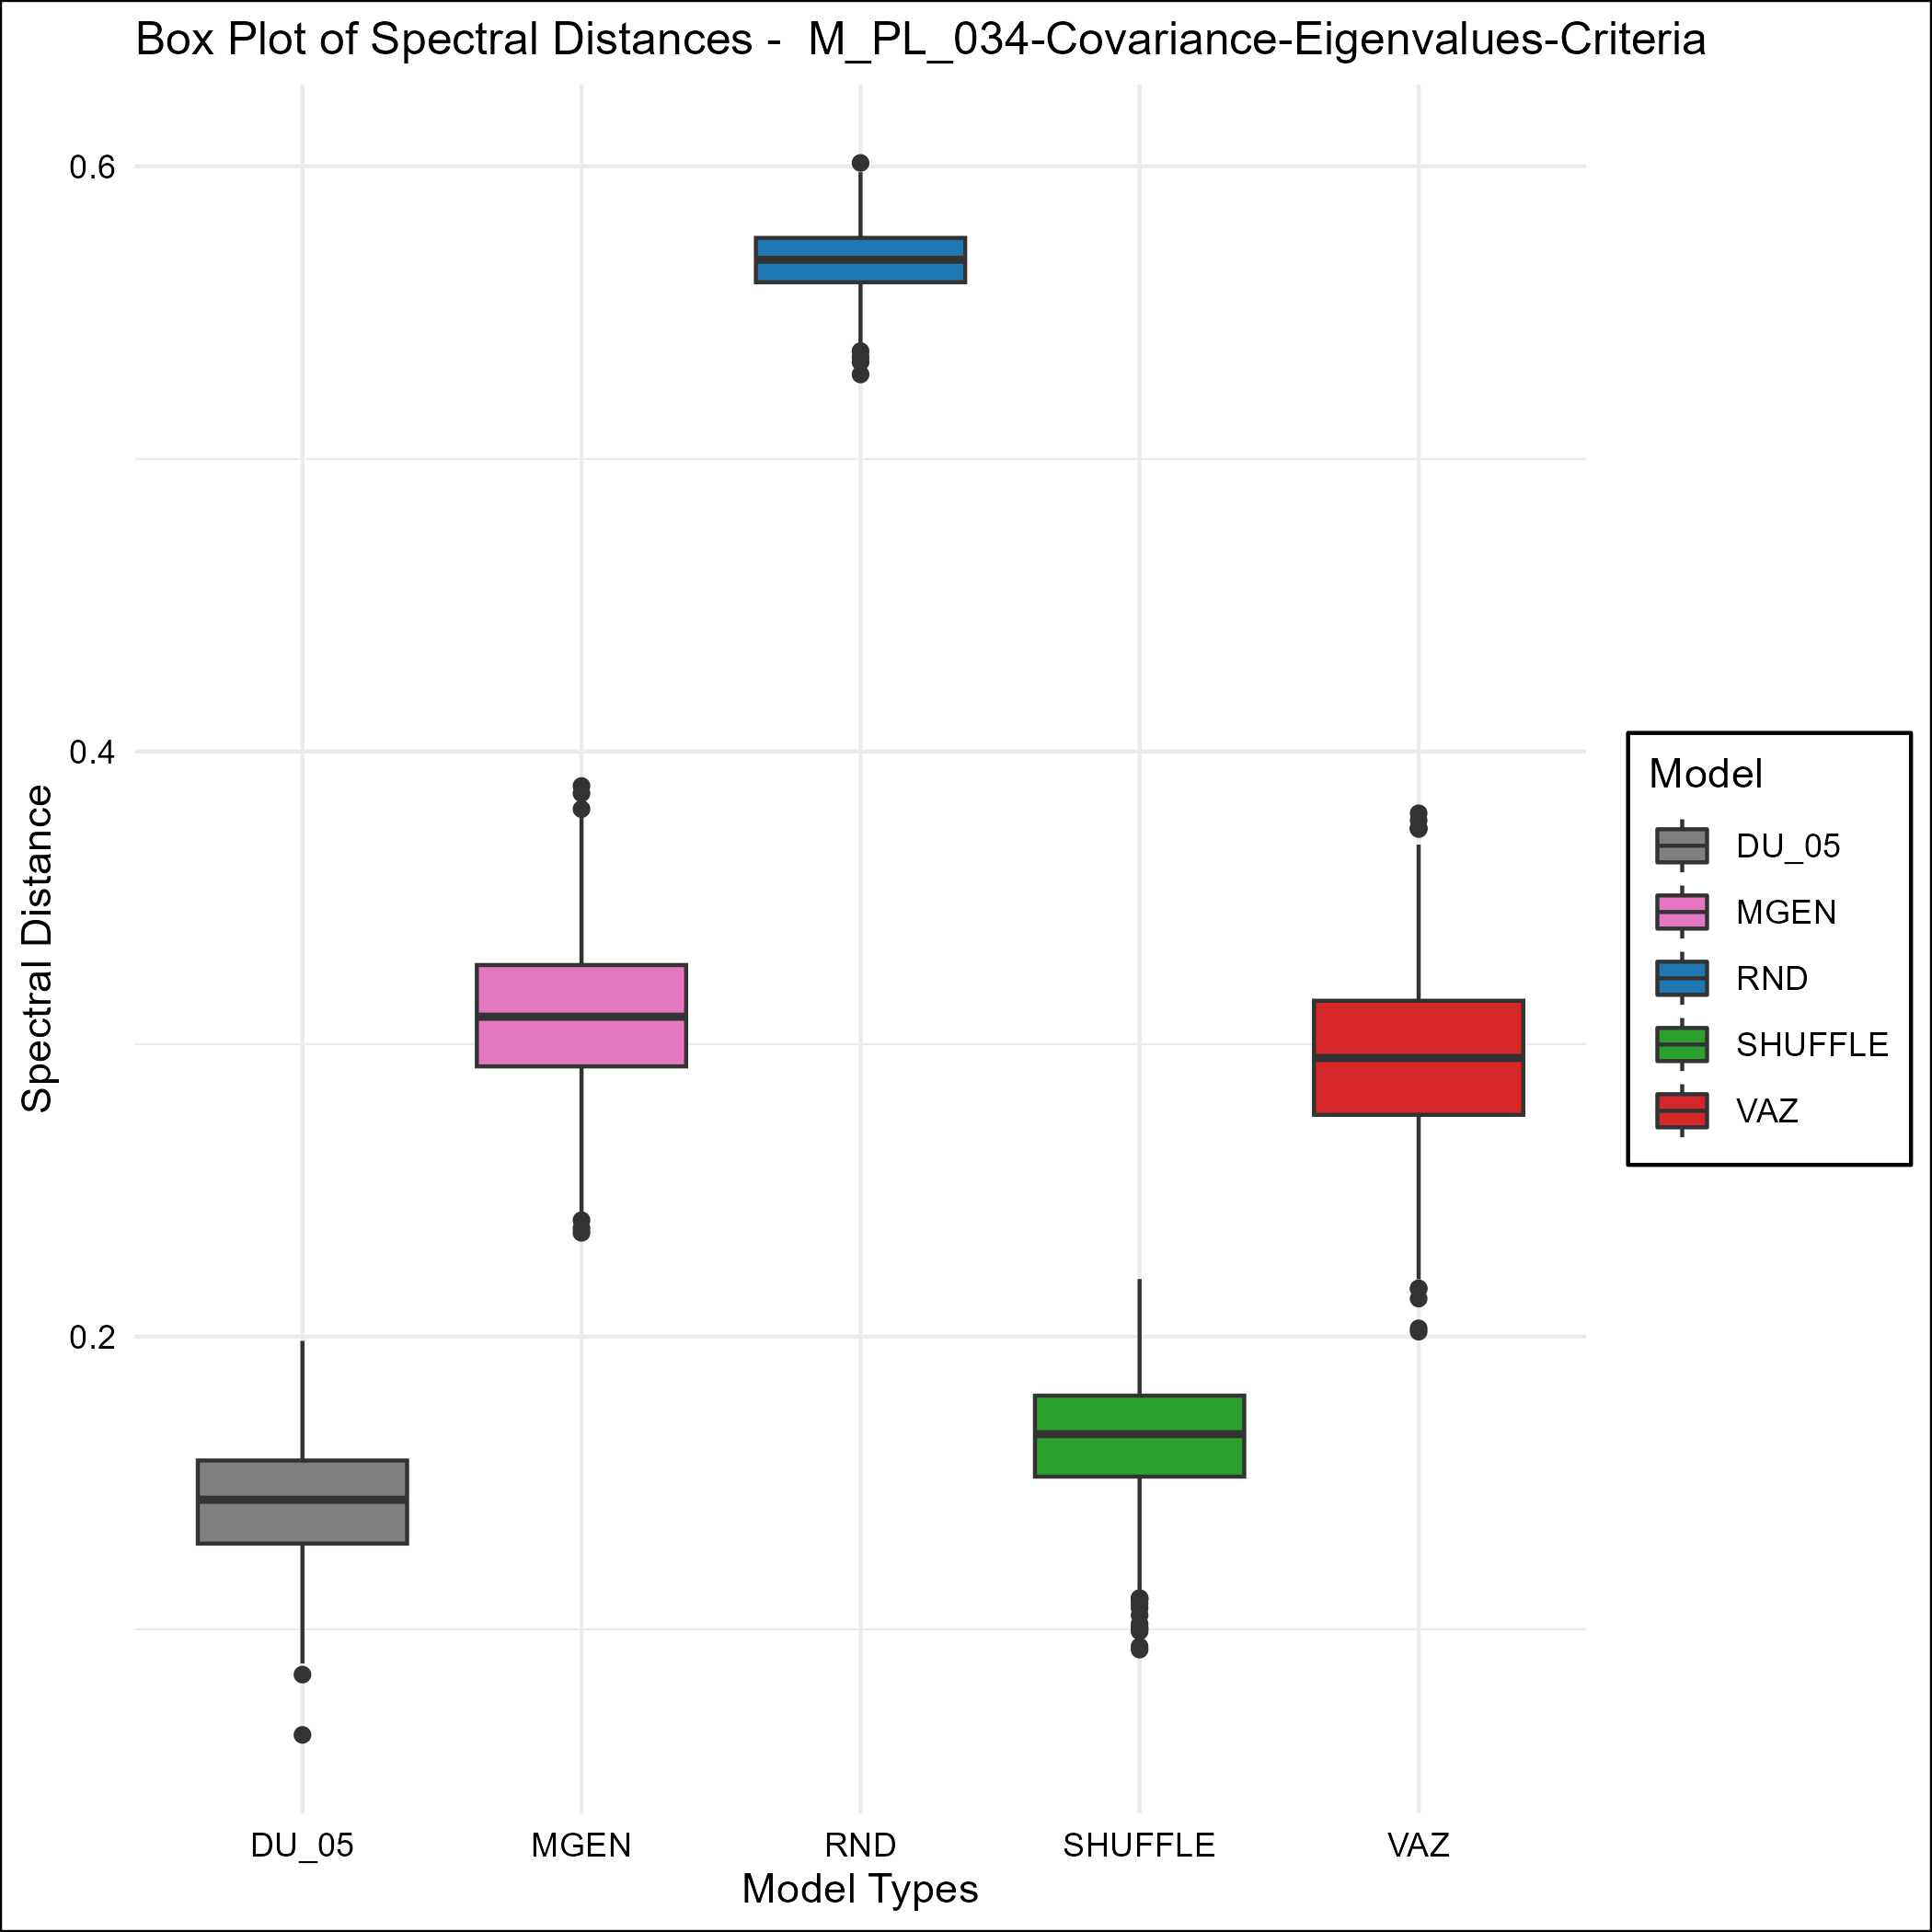 Box Plot of Spectral Distances -  M_PL_034-Covariance-Eigenvalues-Criteria
0.6
0.4
0.2
Spectral Distance
DU_05
MGEN
RND
SHUFFLE
VAZ
Model Types
Model
DU_05
MGEN
RND
SHUFFLE
VAZ